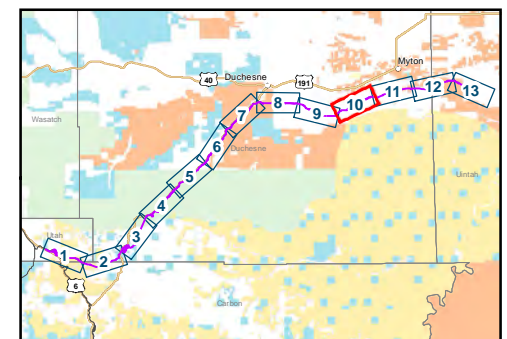 Myton
40
Duchesne
191
13
12
11
10
9
8
7
Wasatch
Duchesne
6
Uintah
5
4
Utah
3
1
2
6
Carbon